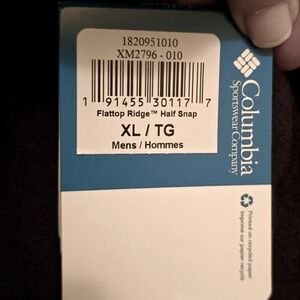 1820951010
XM2796 - 010
1 91455 30117 7
Flattop Ridge™ Half Snap
XL / TG
Mens / Hommes
Columbia
Sportswear Company
Printed on recycled paper
Imprimé sur papier recyclé